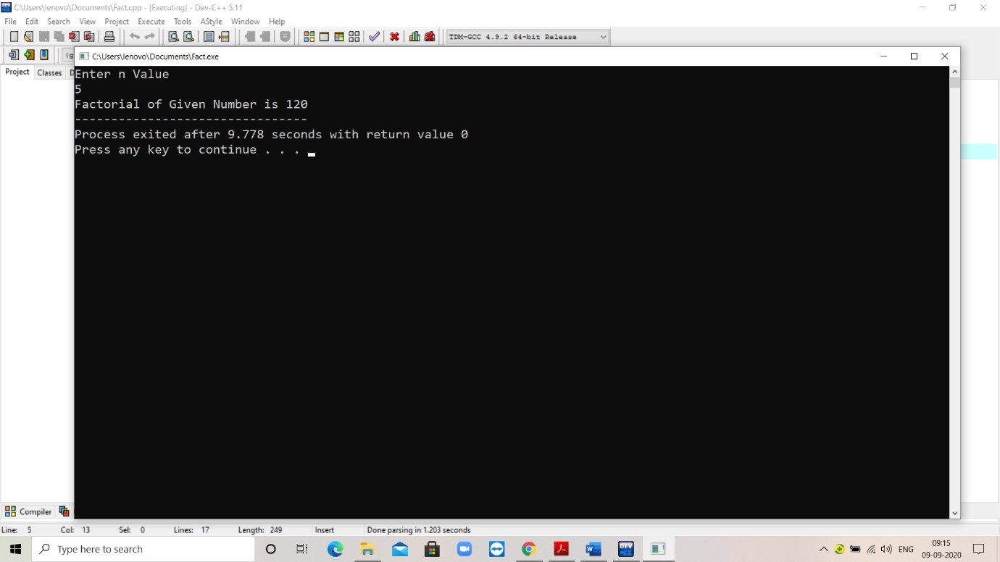 C:\Users\lenovo\Documents\Fact.cpp - [Executing] - Dev-C++ 5.11
File Edit Search View Project Execute Tools AStyle Window Help
TDM-GCC 4.9.2 64-bit Release
(g
C:\Users\lenovo\Documents\Fact.exe
Project Classes D
Enter n Value
5
Factorial of Given Number is 120
--------------------------------
Process exited after 9.778 seconds with return value 0
Press any key to continue . . .
Compiler
Line: 5 Col: 13 Sel: 0 Lines: 17 Length: 249 Insert Done parsing in 1.203 seconds
Type here to search
DEV
ENG
09:15
09-09-2020